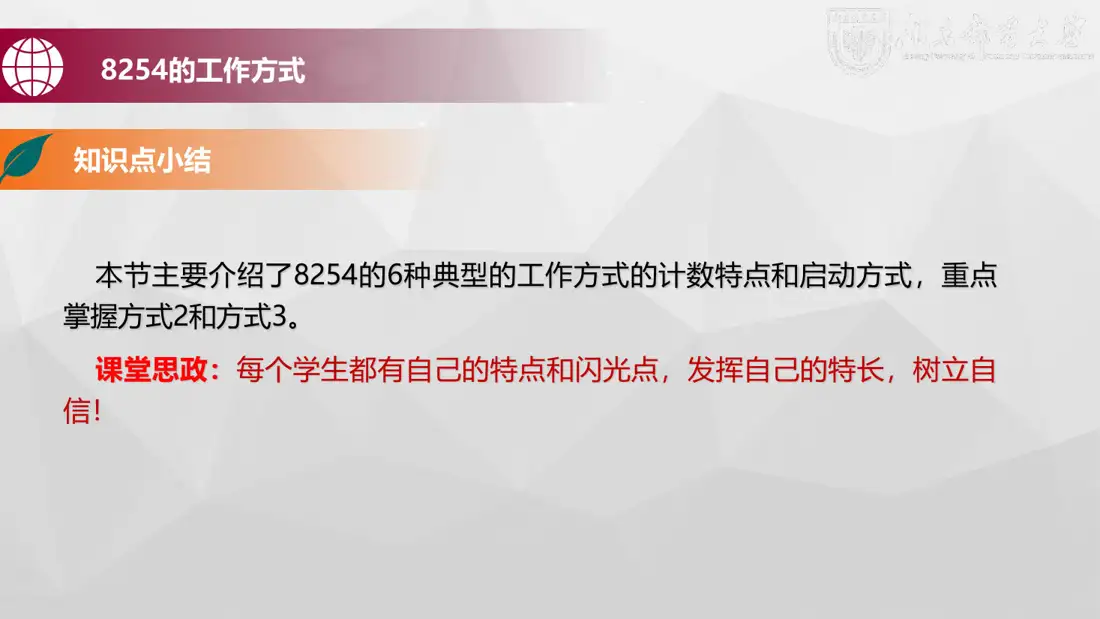 8254的工作方式
知识点小结
本节主要介绍了8254的6种典型的工作方式的计数特点和启动方式，重点
掌握方式2和方式3。
课堂思政：每个学生都有自己的特点和闪光点，发挥自己的特长，树立自
信！